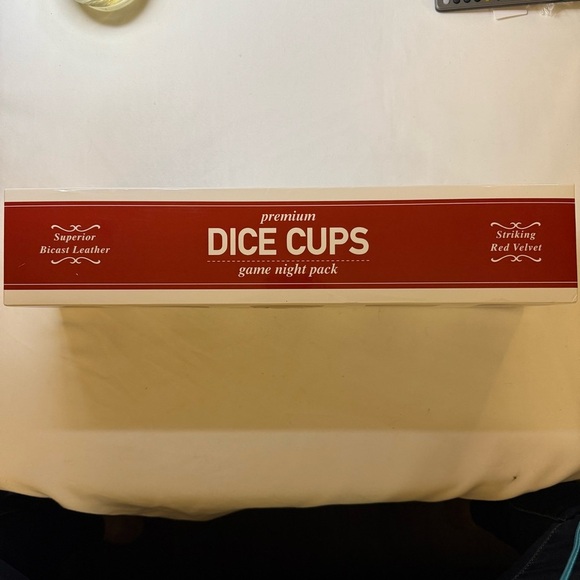 Superior
Bicast Leather
premium
DICE CUPS
game night pack
Striking
Red Velvet